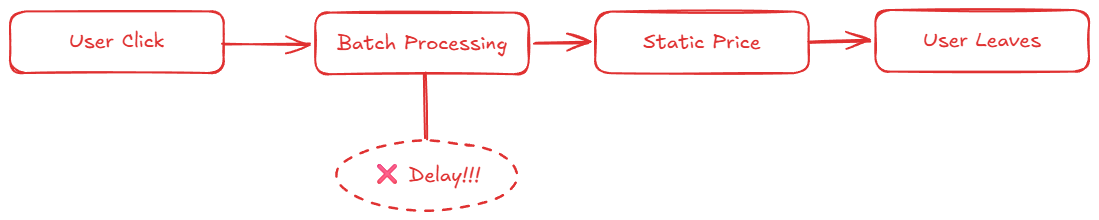 User Click
Batch Processing
Static Price
User Leaves
❌ Delay!!!